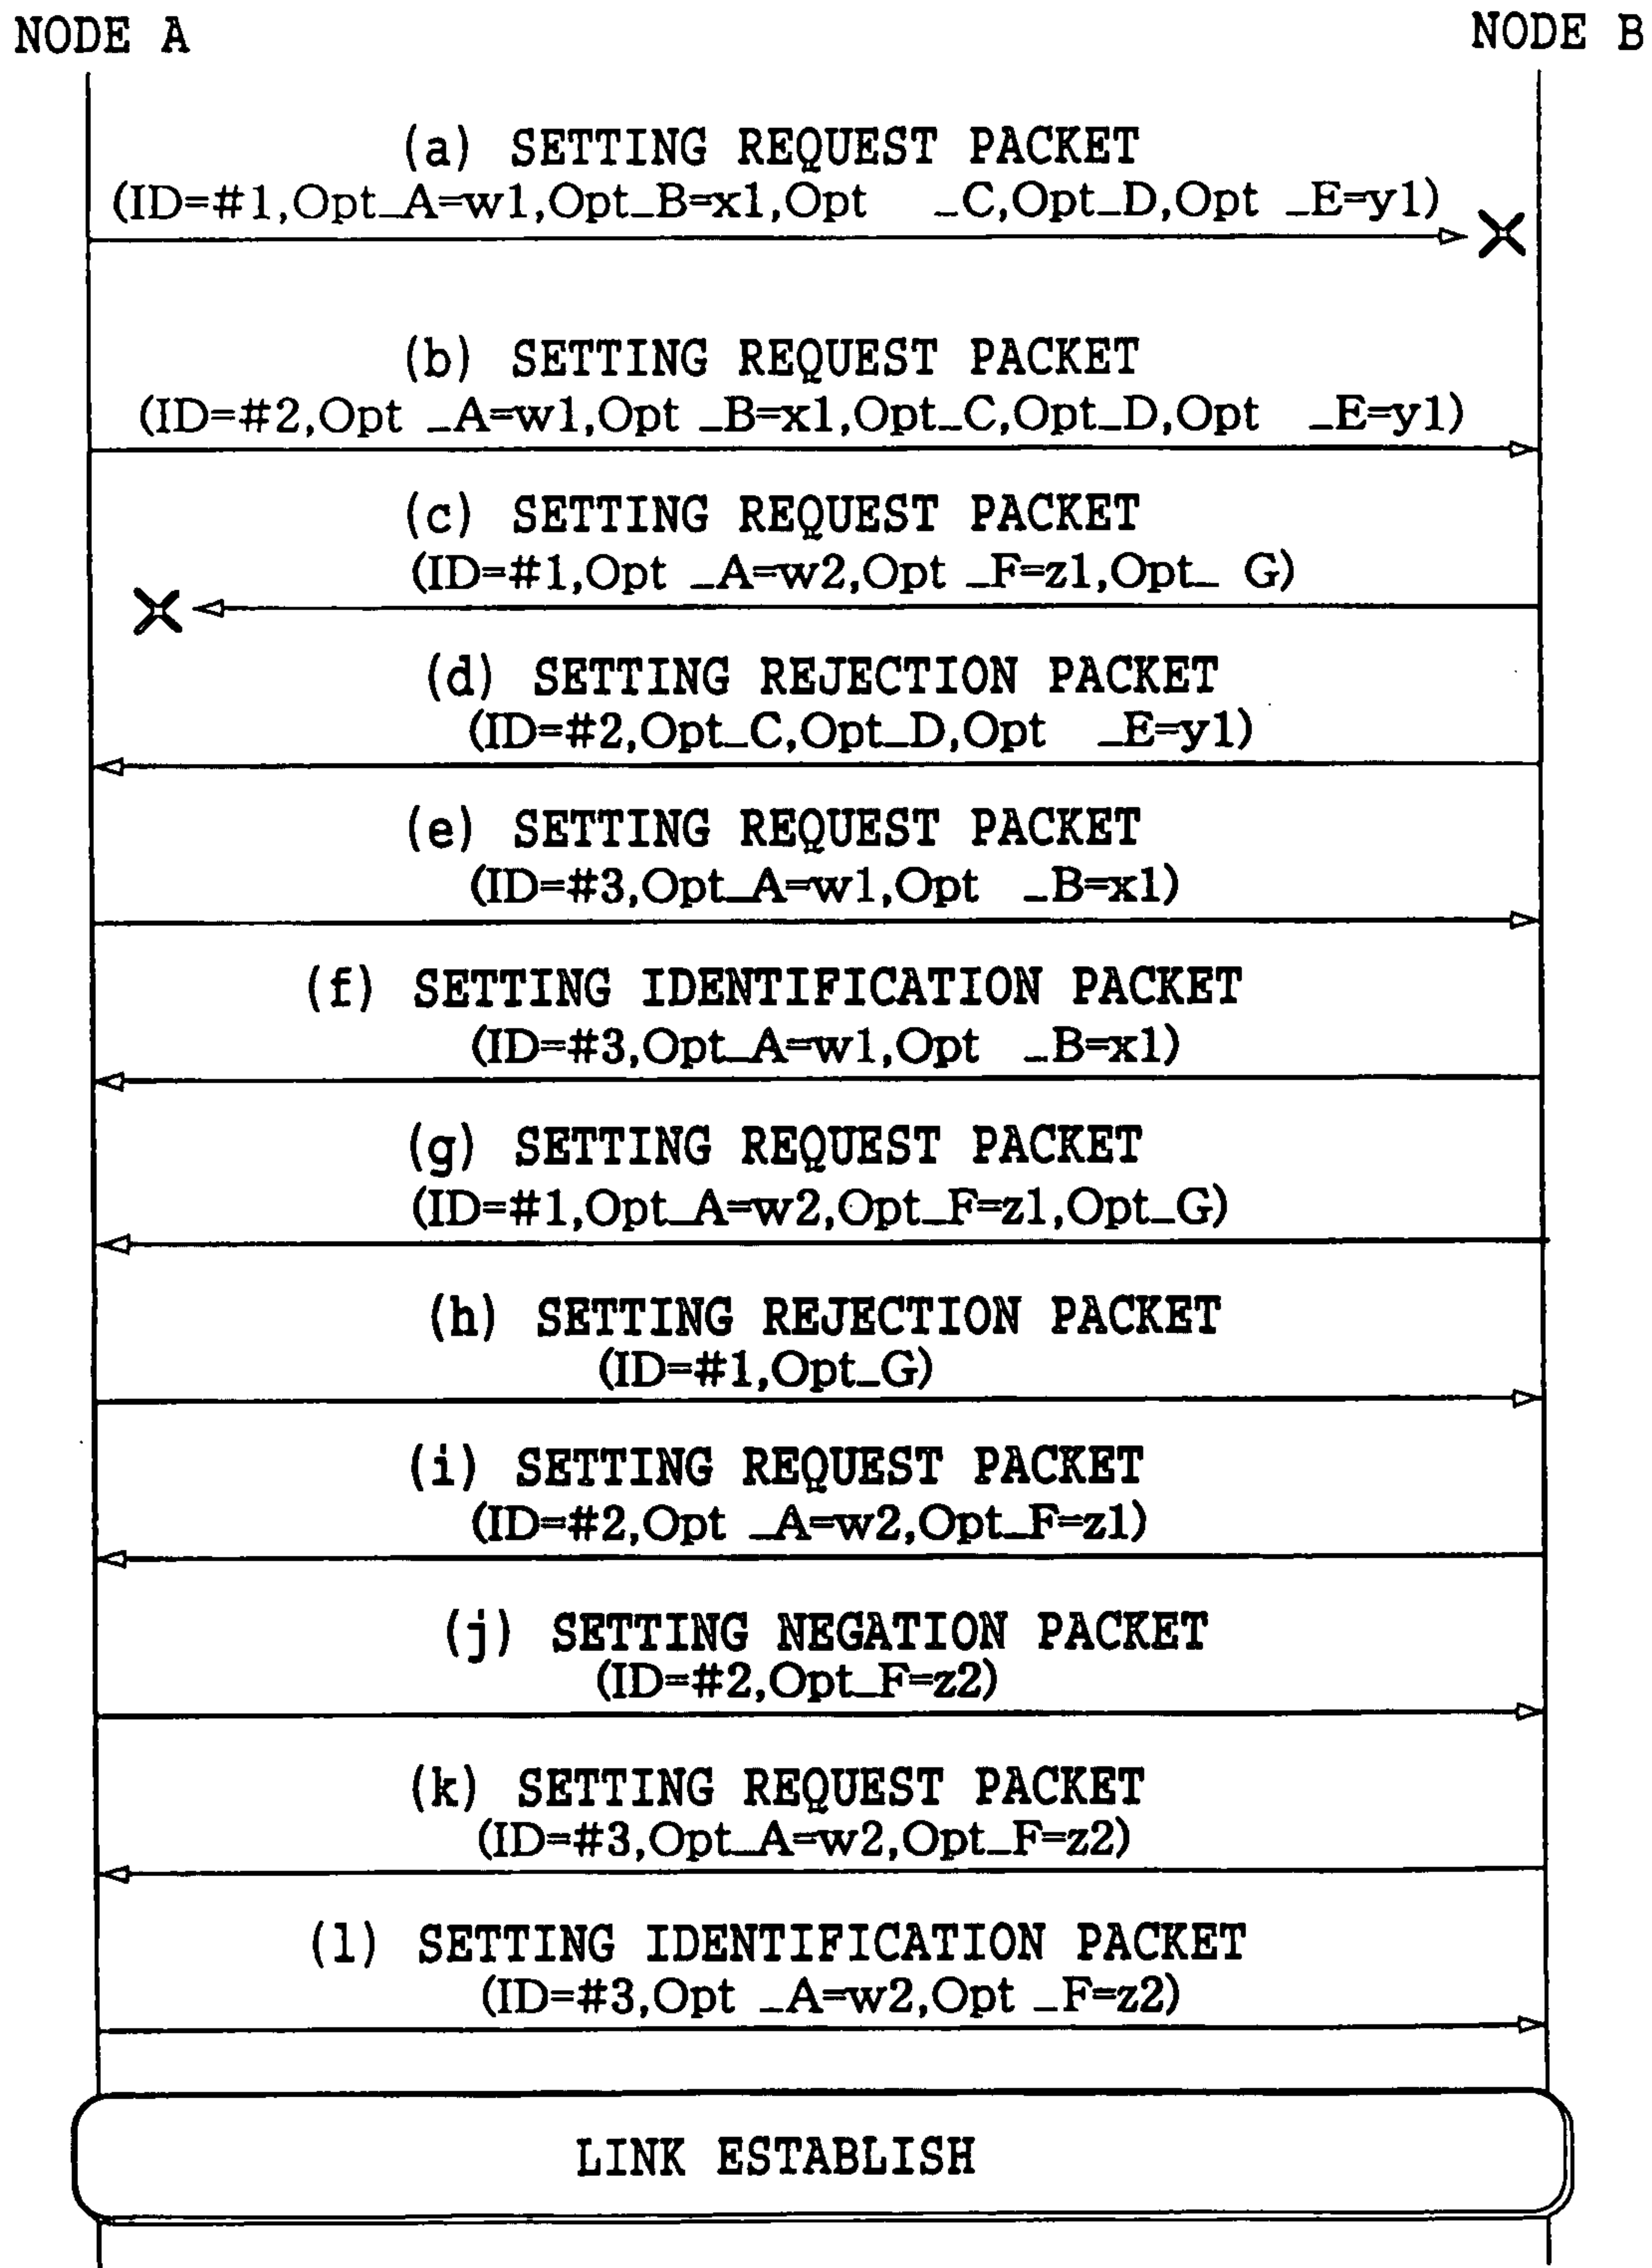 NODE A
NODE B
(a) SETTING REQUEST PACKET
(ID=#1,Opt_A=w1,Opt_B=x1,Opt _C,Opt_D,Opt _E=y1)
(b) SETTING REQUEST PACKET
(ID=#2,Opt _A=w1,Opt _B=x1,Opt_C,Opt_D,Opt _E=y1)
(c) SETTING REQUEST PACKET
(ID=#1,Opt _A=w2,Opt _F=z1,Opt_ G)
(d) SETTING REJECTION PACKET
(ID=#2,Opt_C,Opt_D,Opt _E=y1)
(e) SETTING REQUEST PACKET
(ID=#3,Opt_A=w1,Opt _B=x1)
(f) SETTING IDENTIFICATION PACKET
(ID=#3,Opt_A=w1,Opt _B=x1)
(g) SETTING REQUEST PACKET
(ID=#1,Opt_A=w2,Opt_F=z1,Opt_G)
(h) SETTING REJECTION PACKET
(ID=#1,Opt_G)
(i) SETTING REQUEST PACKET
(ID=#2,Opt _A=w2,Opt_F=z1)
(j) SETTING NEGATION PACKET
(ID=#2,Opt_F=z2)
(k) SETTING REQUEST PACKET
(ID=#3,Opt_A=w2,Opt_F=z2)
(l) SETTING IDENTIFICATION PACKET
(ID=#3,Opt _A=w2,Opt _F=z2)
LINK ESTABLISH